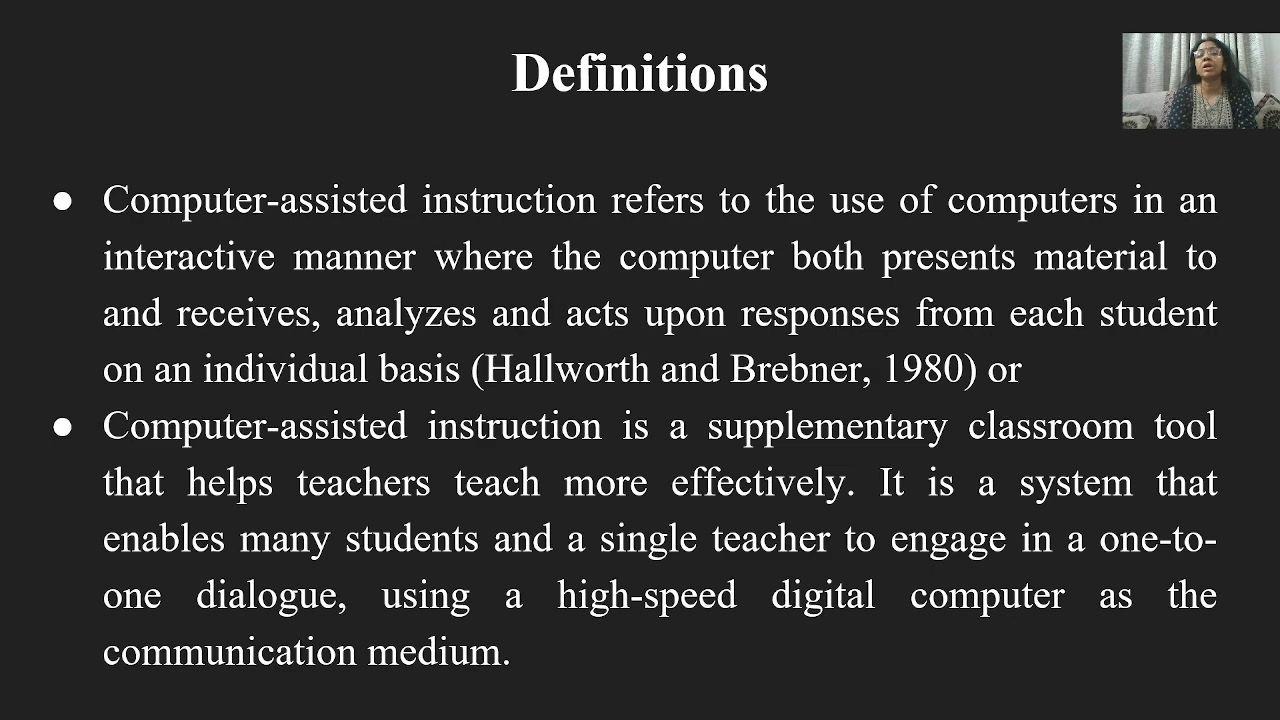 Definitions
● Computer-assisted instruction refers to the use of computers in an
interactive manner where the computer both presents material to
and receives, analyzes and acts upon responses from each student
on an individual basis (Hallworth and Brebner, 1980) or
● Computer-assisted instruction is a supplementary classroom tool
that helps teachers teach more effectively. It is a system that
enables many students and a single teacher to engage in a one-to-
one dialogue, using a high-speed digital computer as the
communication medium.